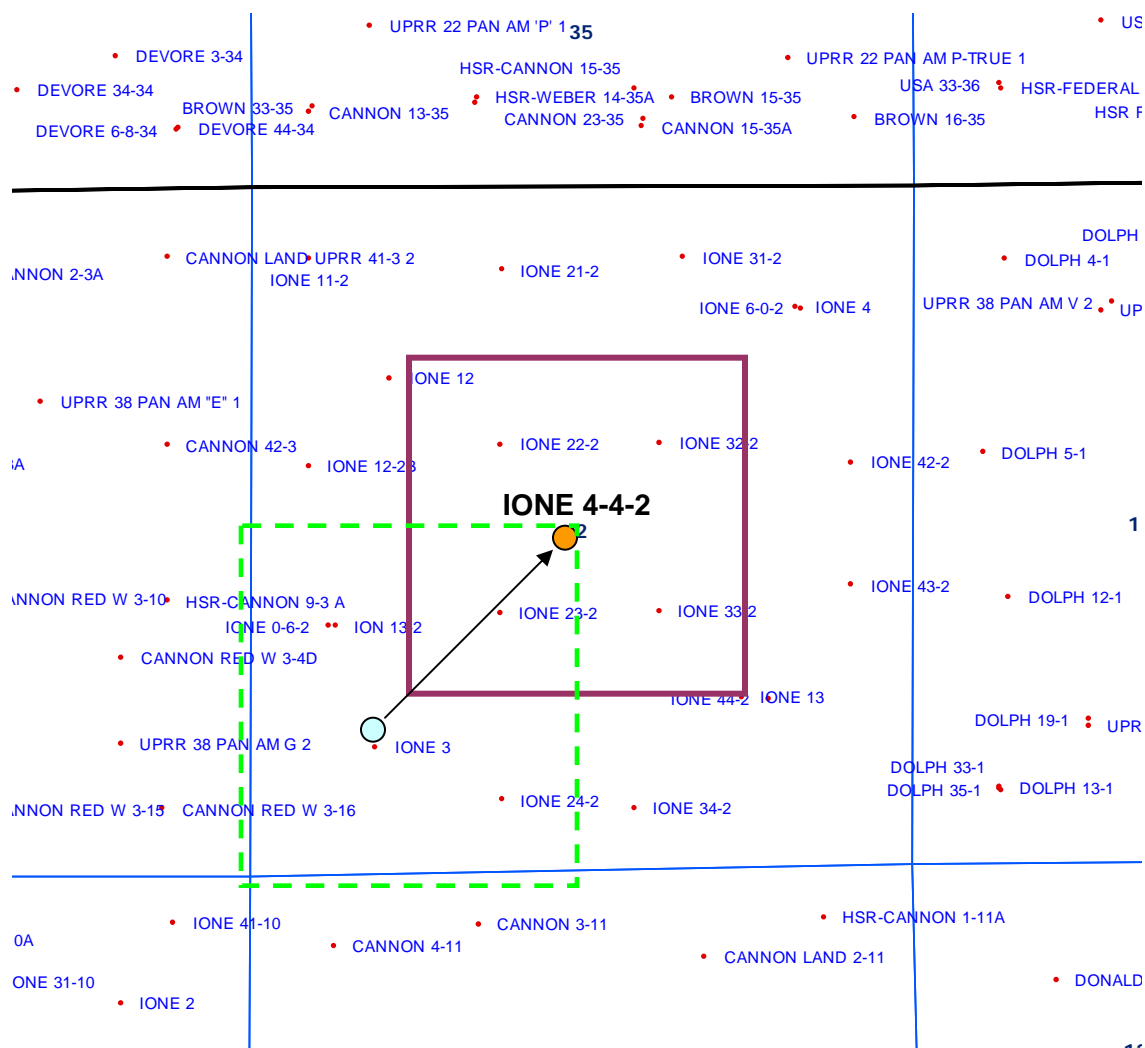 UPRR 22 PAN AM 'P' 1
35
US
DEVORE 3-34
UPRR 22 PAN AM P-TRUE 1
HSR-CANNON 15-35
USA 33-36
HSR-FEDERAL
DEVORE 34-34
HSR-WEBER 14-35A
BROWN 15-35
BROWN 33-35
CANNON 13-35
HSR F
CANNON 23-35
BROWN 16-35
DEVORE 6-8-34
DEVORE 44-34
CANNON 15-35A
DOLPH
CANNON LAND
UPRR 41-3 2
IONE 31-2
DOLPH 4-1
ANNON 2-3A
IONE 21-2
IONE 11-2
UPRR 38 PAN AM V 2
IONE 6-0-2
IONE 4
UP
IONE 12
UPRR 38 PAN AM "E" 1
CANNON 42-3
IONE 22-2
IONE 32-2
DOLPH 5-1
3A
IONE 12-2B
IONE 42-2
IONE 4-4-2
1
2
IONE 43-2
ANNON RED W 3-10
HSR-CANNON 9-3 A
DOLPH 12-1
IONE 23-2
IONE 33-2
IONE 0-6-2
ION 13-2
CANNON RED W 3-4D
IONE 44-2
IONE 13
DOLPH 19-1
UPR
UPRR 38 PAN AM G 2
IONE 3
DOLPH 33-1
DOLPH 35-1
DOLPH 13-1
ANNON RED W 3-15
CANNON RED W 3-16
IONE 24-2
IONE 34-2
IONE 41-10
CANNON 3-11
HSR-CANNON 1-11A
0A
CANNON 4-11
CANNON LAND 2-11
ONE 31-10
DONALD
IONE 2